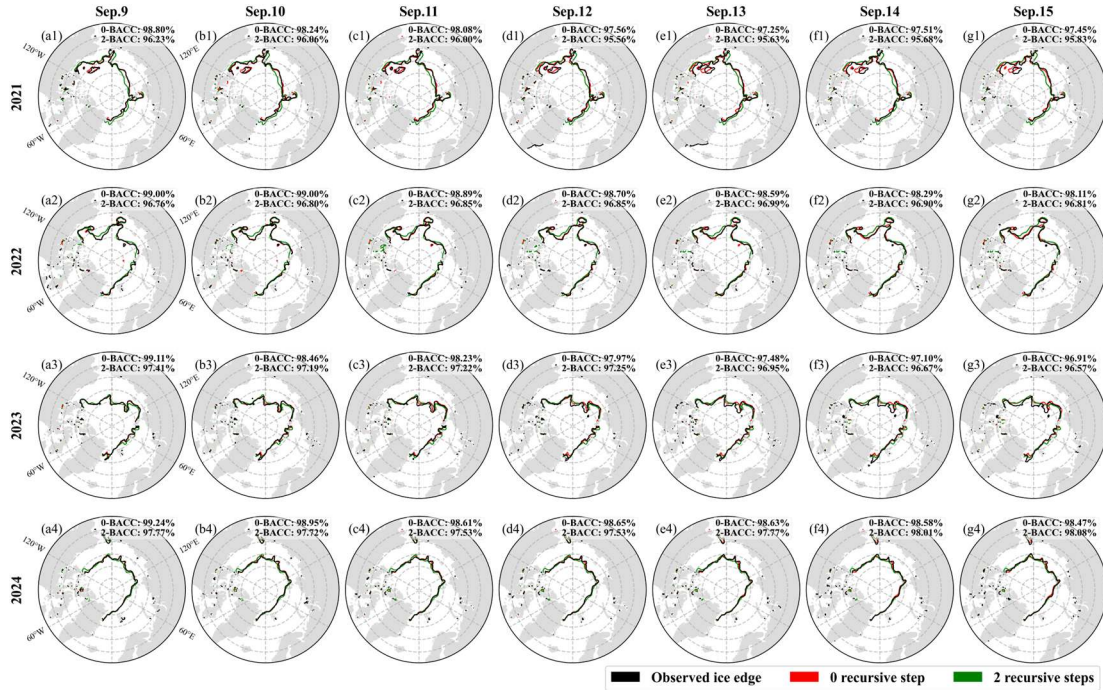 Sep.9 Sep.10 Sep.11 Sep.12 Sep.13 Sep.14 Sep.15
2021
(a1) 0-BACC: 98.80%
2-BACC: 96.23%
120°W
60°W
(b1) 0-BACC: 98.24%
2-BACC: 96.06%
120°E
60°E
(c1) 0-BACC: 98.08%
2-BACC: 96.00%
(d1) 0-BACC: 97.56%
2-BACC: 95.56%
(e1) 0-BACC: 97.25%
2-BACC: 95.63%
(f1) 0-BACC: 97.51%
2-BACC: 95.68%
(g1) 0-BACC: 97.45%
2-BACC: 95.83%
2022
(a2) 0-BACC: 99.00%
2-BACC: 96.76%
120°W
60°W
(b2) 0-BACC: 99.00%
2-BACC: 96.80%
120°E
60°E
(c2) 0-BACC: 98.89%
2-BACC: 96.85%
(d2) 0-BACC: 98.70%
2-BACC: 96.85%
(e2) 0-BACC: 98.59%
2-BACC: 96.99%
(f2) 0-BACC: 98.29%
2-BACC: 96.90%
(g2) 0-BACC: 98.11%
2-BACC: 96.81%
2023
(a3) 0-BACC: 99.11%
2-BACC: 97.41%
120°W
60°W
(b3) 0-BACC: 98.46%
2-BACC: 97.19%
120°E
60°E
(c3) 0-BACC: 98.23%
2-BACC: 97.22%
(d3) 0-BACC: 97.97%
2-BACC: 97.25%
(e3) 0-BACC: 97.48%
2-BACC: 96.95%
(f3) 0-BACC: 97.10%
2-BACC: 96.67%
(g3) 0-BACC: 96.91%
2-BACC: 96.57%
2024
(a4) 0-BACC: 99.24%
2-BACC: 97.77%
120°W
60°W
(b4) 0-BACC: 98.95%
2-BACC: 97.72%
120°E
60°E
(c4) 0-BACC: 98.61%
2-BACC: 97.53%
(d4) 0-BACC: 98.65%
2-BACC: 97.53%
(e4) 0-BACC: 98.63%
2-BACC: 97.77%
(f4) 0-BACC: 98.58%
2-BACC: 98.01%
(g4) 0-BACC: 98.47%
2-BACC: 98.08%
Observed ice edge 0 recursive step 2 recursive steps